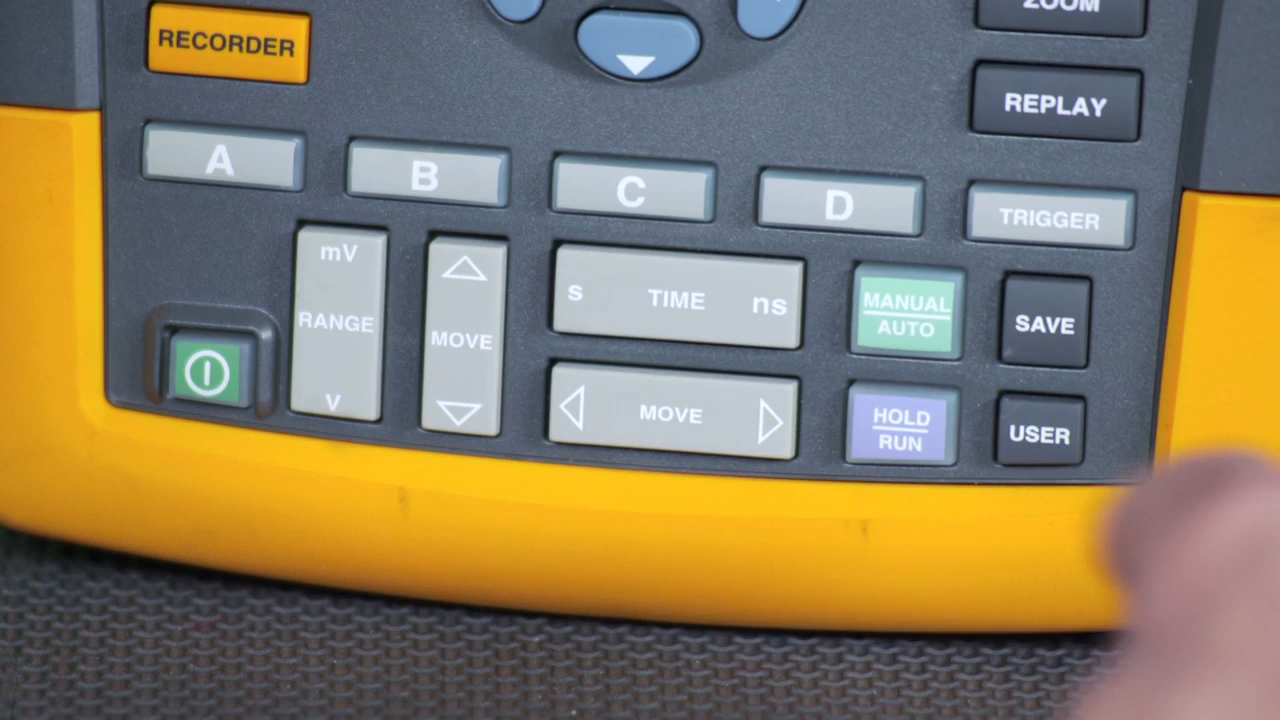 ZOOM
RECORDER
REPLAY
A
B
C
D
TRIGGER
mV
RANGE
V
MOVE
s TIME ns
MOVE
MANUAL
AUTO
HOLD
RUN
SAVE
USER